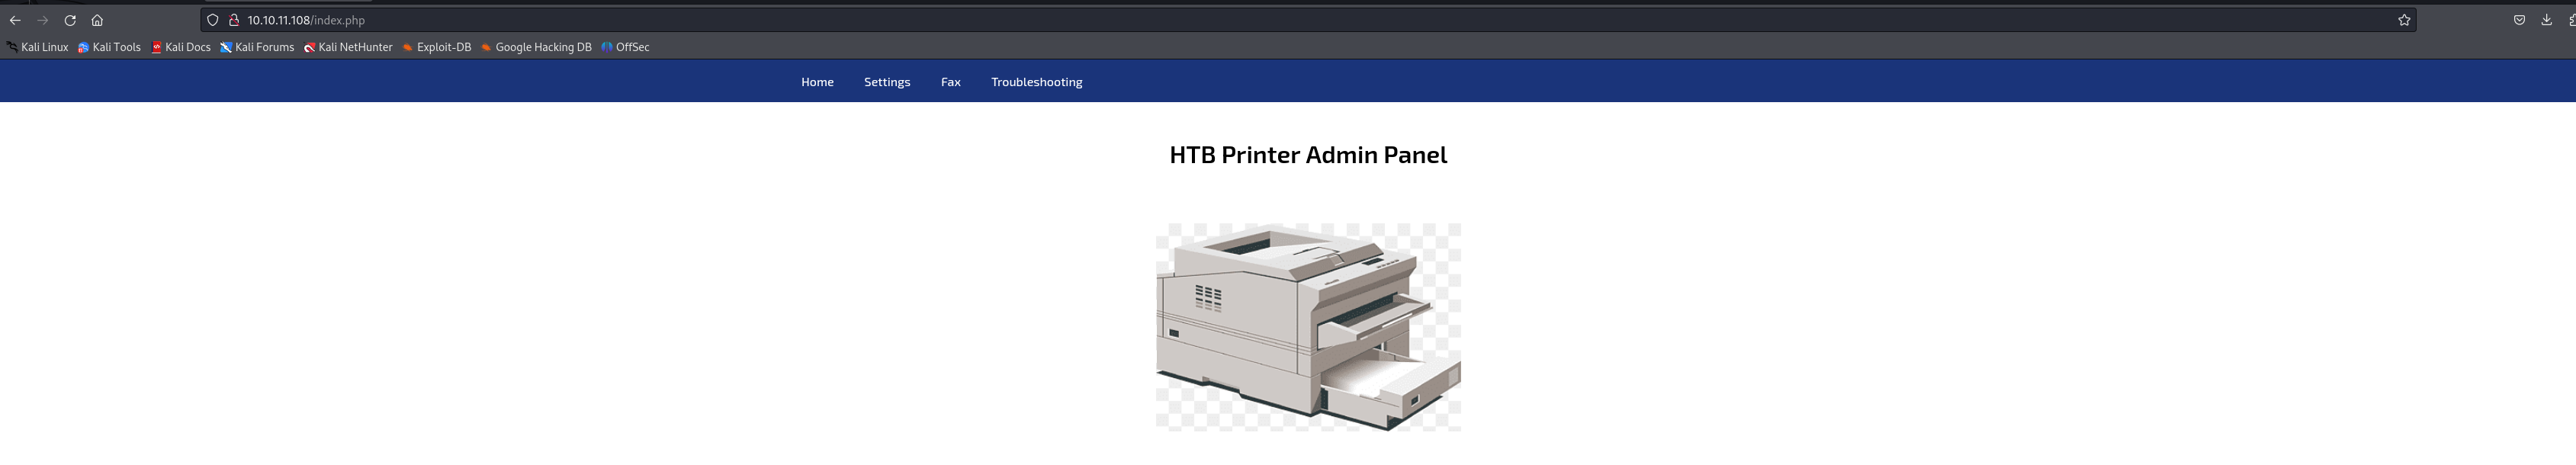 10.10.11.108/index.php
Kali Linux Kali Tools Kali Docs Kali Forums Kali NetHunter Exploit-DB Google Hacking DB OffSec
Home Settings Fax Troubleshooting
HTB Printer Admin Panel